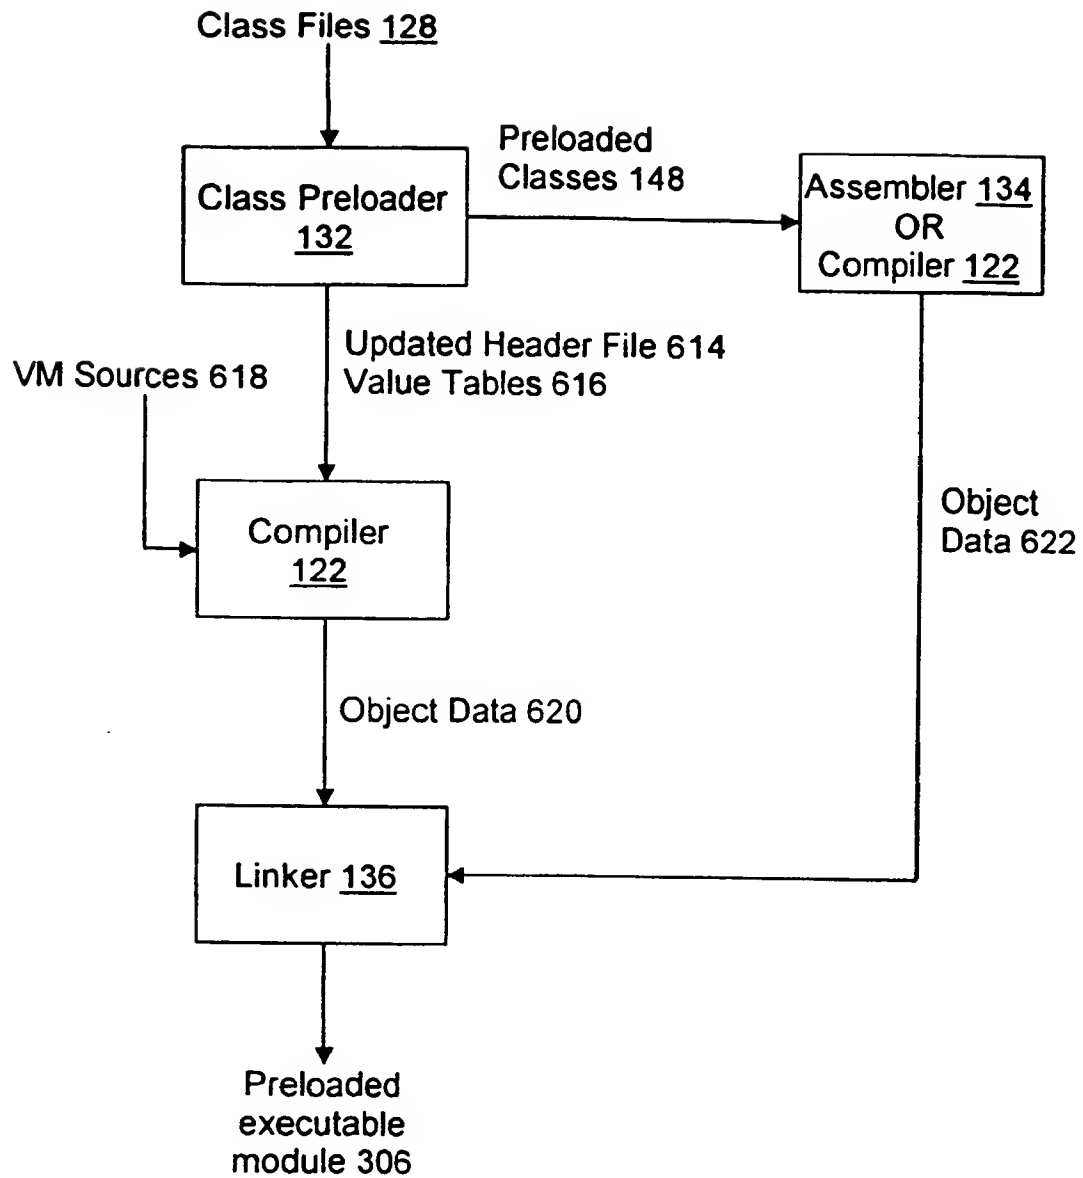 Class Files 128
Preloaded
Classes 148
Class Preloader
132
Assembler 134
OR
Compiler 122
Updated Header File 614
Value Tables 616
VM Sources 618
Compiler
122
Object
Data 622
Object Data 620
Linker 136
Preloaded
executable
module 306